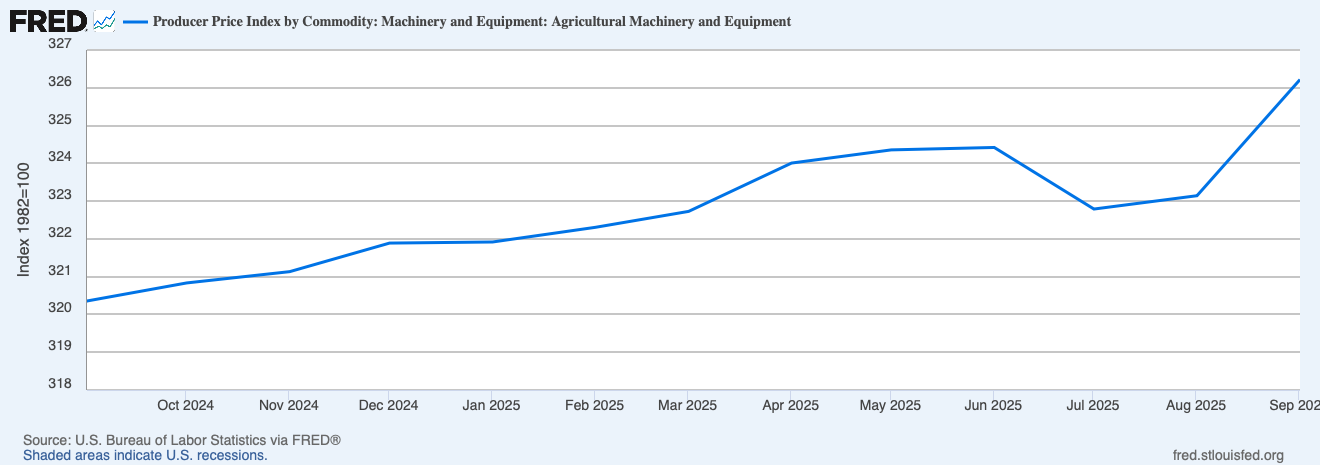 FRED
Producer Price Index by Commodity: Machinery and Equipment: Agricultural Machinery and Equipment
327
326
325
324
323
322
321
320
319
318
Index 1982=100
Oct 2024 Nov 2024 Dec 2024 Jan 2025 Feb 2025 Mar 2025 Apr 2025 May 2025 Jun 2025 Jul 2025 Aug 2025 Sep 202
Source: U.S. Bureau of Labor Statistics via FRED®
Shaded areas indicate U.S. recessions.
fred.stlouisfed.org